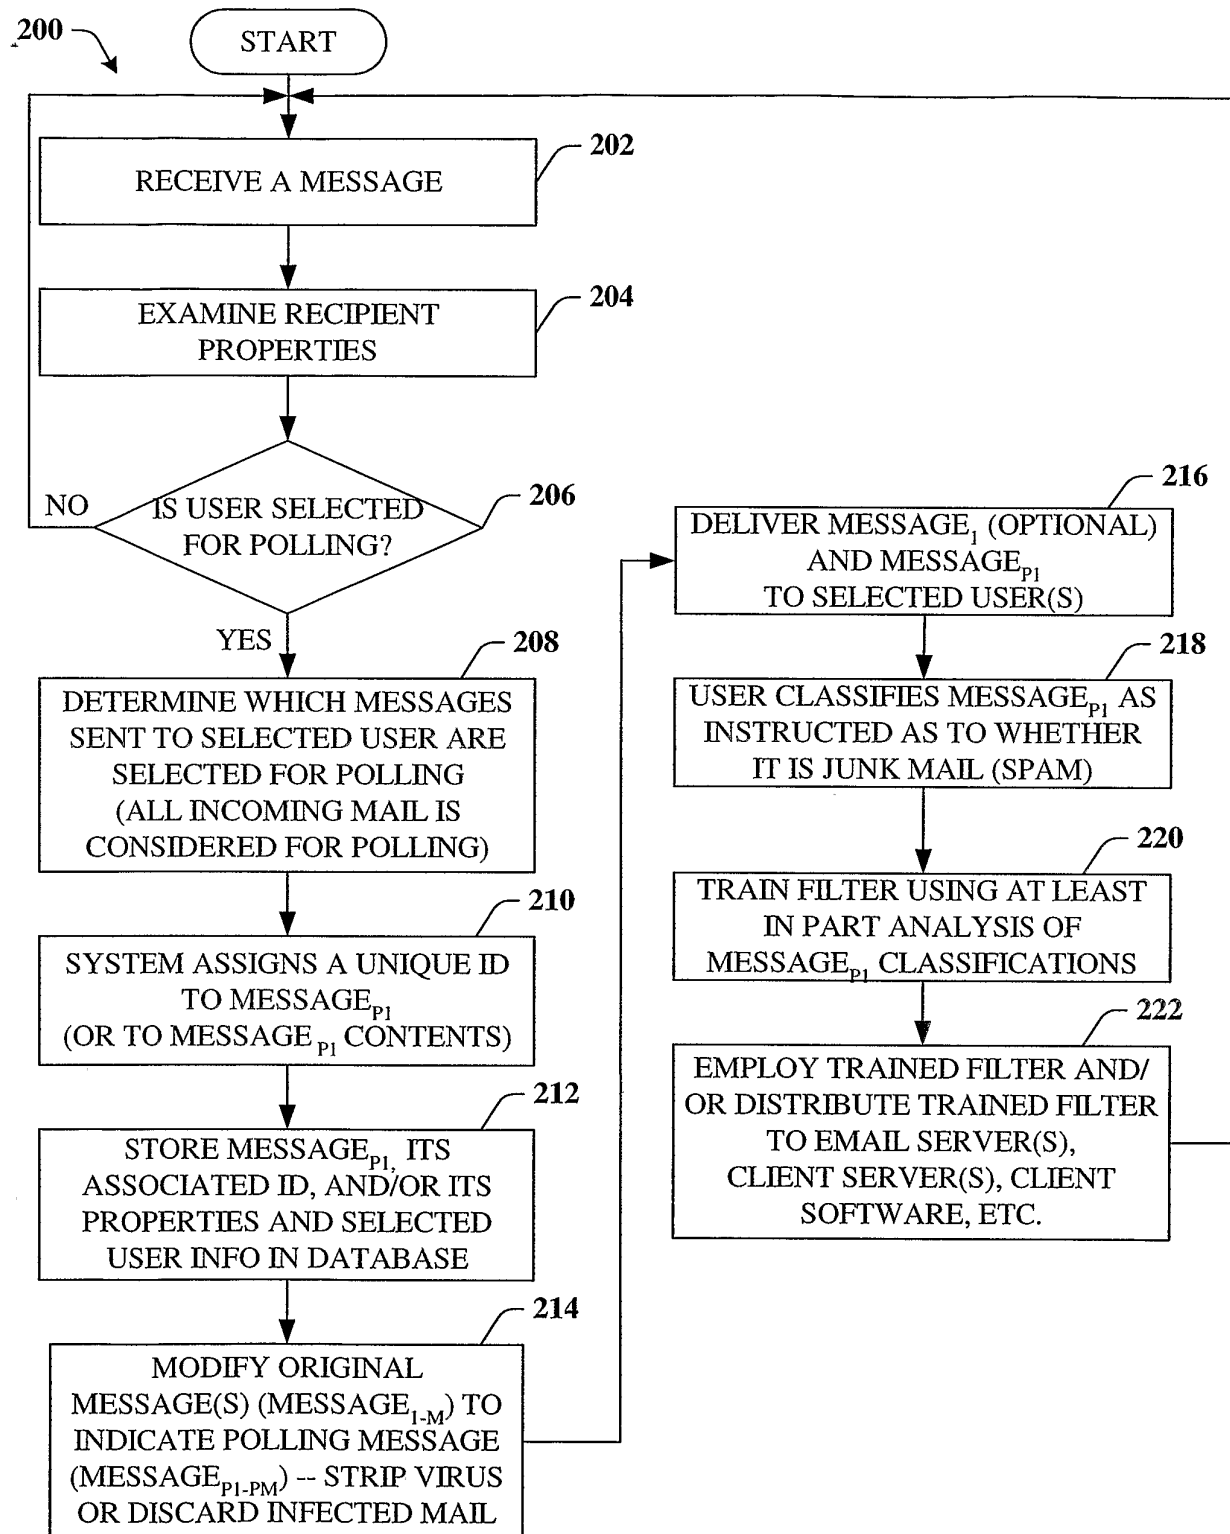 200
START
202
RECEIVE A MESSAGE
204
EXAMINE RECIPIENT
PROPERTIES
206
NO
IS USER SELECTED
FOR POLLING?
YES
208
DETERMINE WHICH MESSAGES
SENT TO SELECTED USER ARE
SELECTED FOR POLLING
(ALL INCOMING MAIL IS
CONSIDERED FOR POLLING)
210
SYSTEM ASSIGNS A UNIQUE ID
TO MESSAGEP1
(OR TO MESSAGE P1 CONTENTS)
212
STORE MESSAGEP1, ITS
ASSOCIATED ID, AND/OR ITS
PROPERTIES AND SELECTED
USER INFO IN DATABASE
214
MODIFY ORIGINAL
MESSAGE(S) (MESSAGE1-M) TO
INDICATE POLLING MESSAGE
(MESSAGEP1-PM) -- STRIP VIRUS
OR DISCARD INFECTED MAIL
216
DELIVER MESSAGE1 (OPTIONAL)
AND MESSAGEP1
TO SELECTED USER(S)
218
USER CLASSIFIES MESSAGEP1 AS
INSTRUCTED AS TO WHETHER
IT IS JUNK MAIL (SPAM)
220
TRAIN FILTER USING AT LEAST
IN PART ANALYSIS OF
MESSAGEP1 CLASSIFICATIONS
222
EMPLOY TRAINED FILTER AND/
OR DISTRIBUTE TRAINED FILTER
TO EMAIL SERVER(S),
CLIENT SERVER(S), CLIENT
SOFTWARE, ETC.